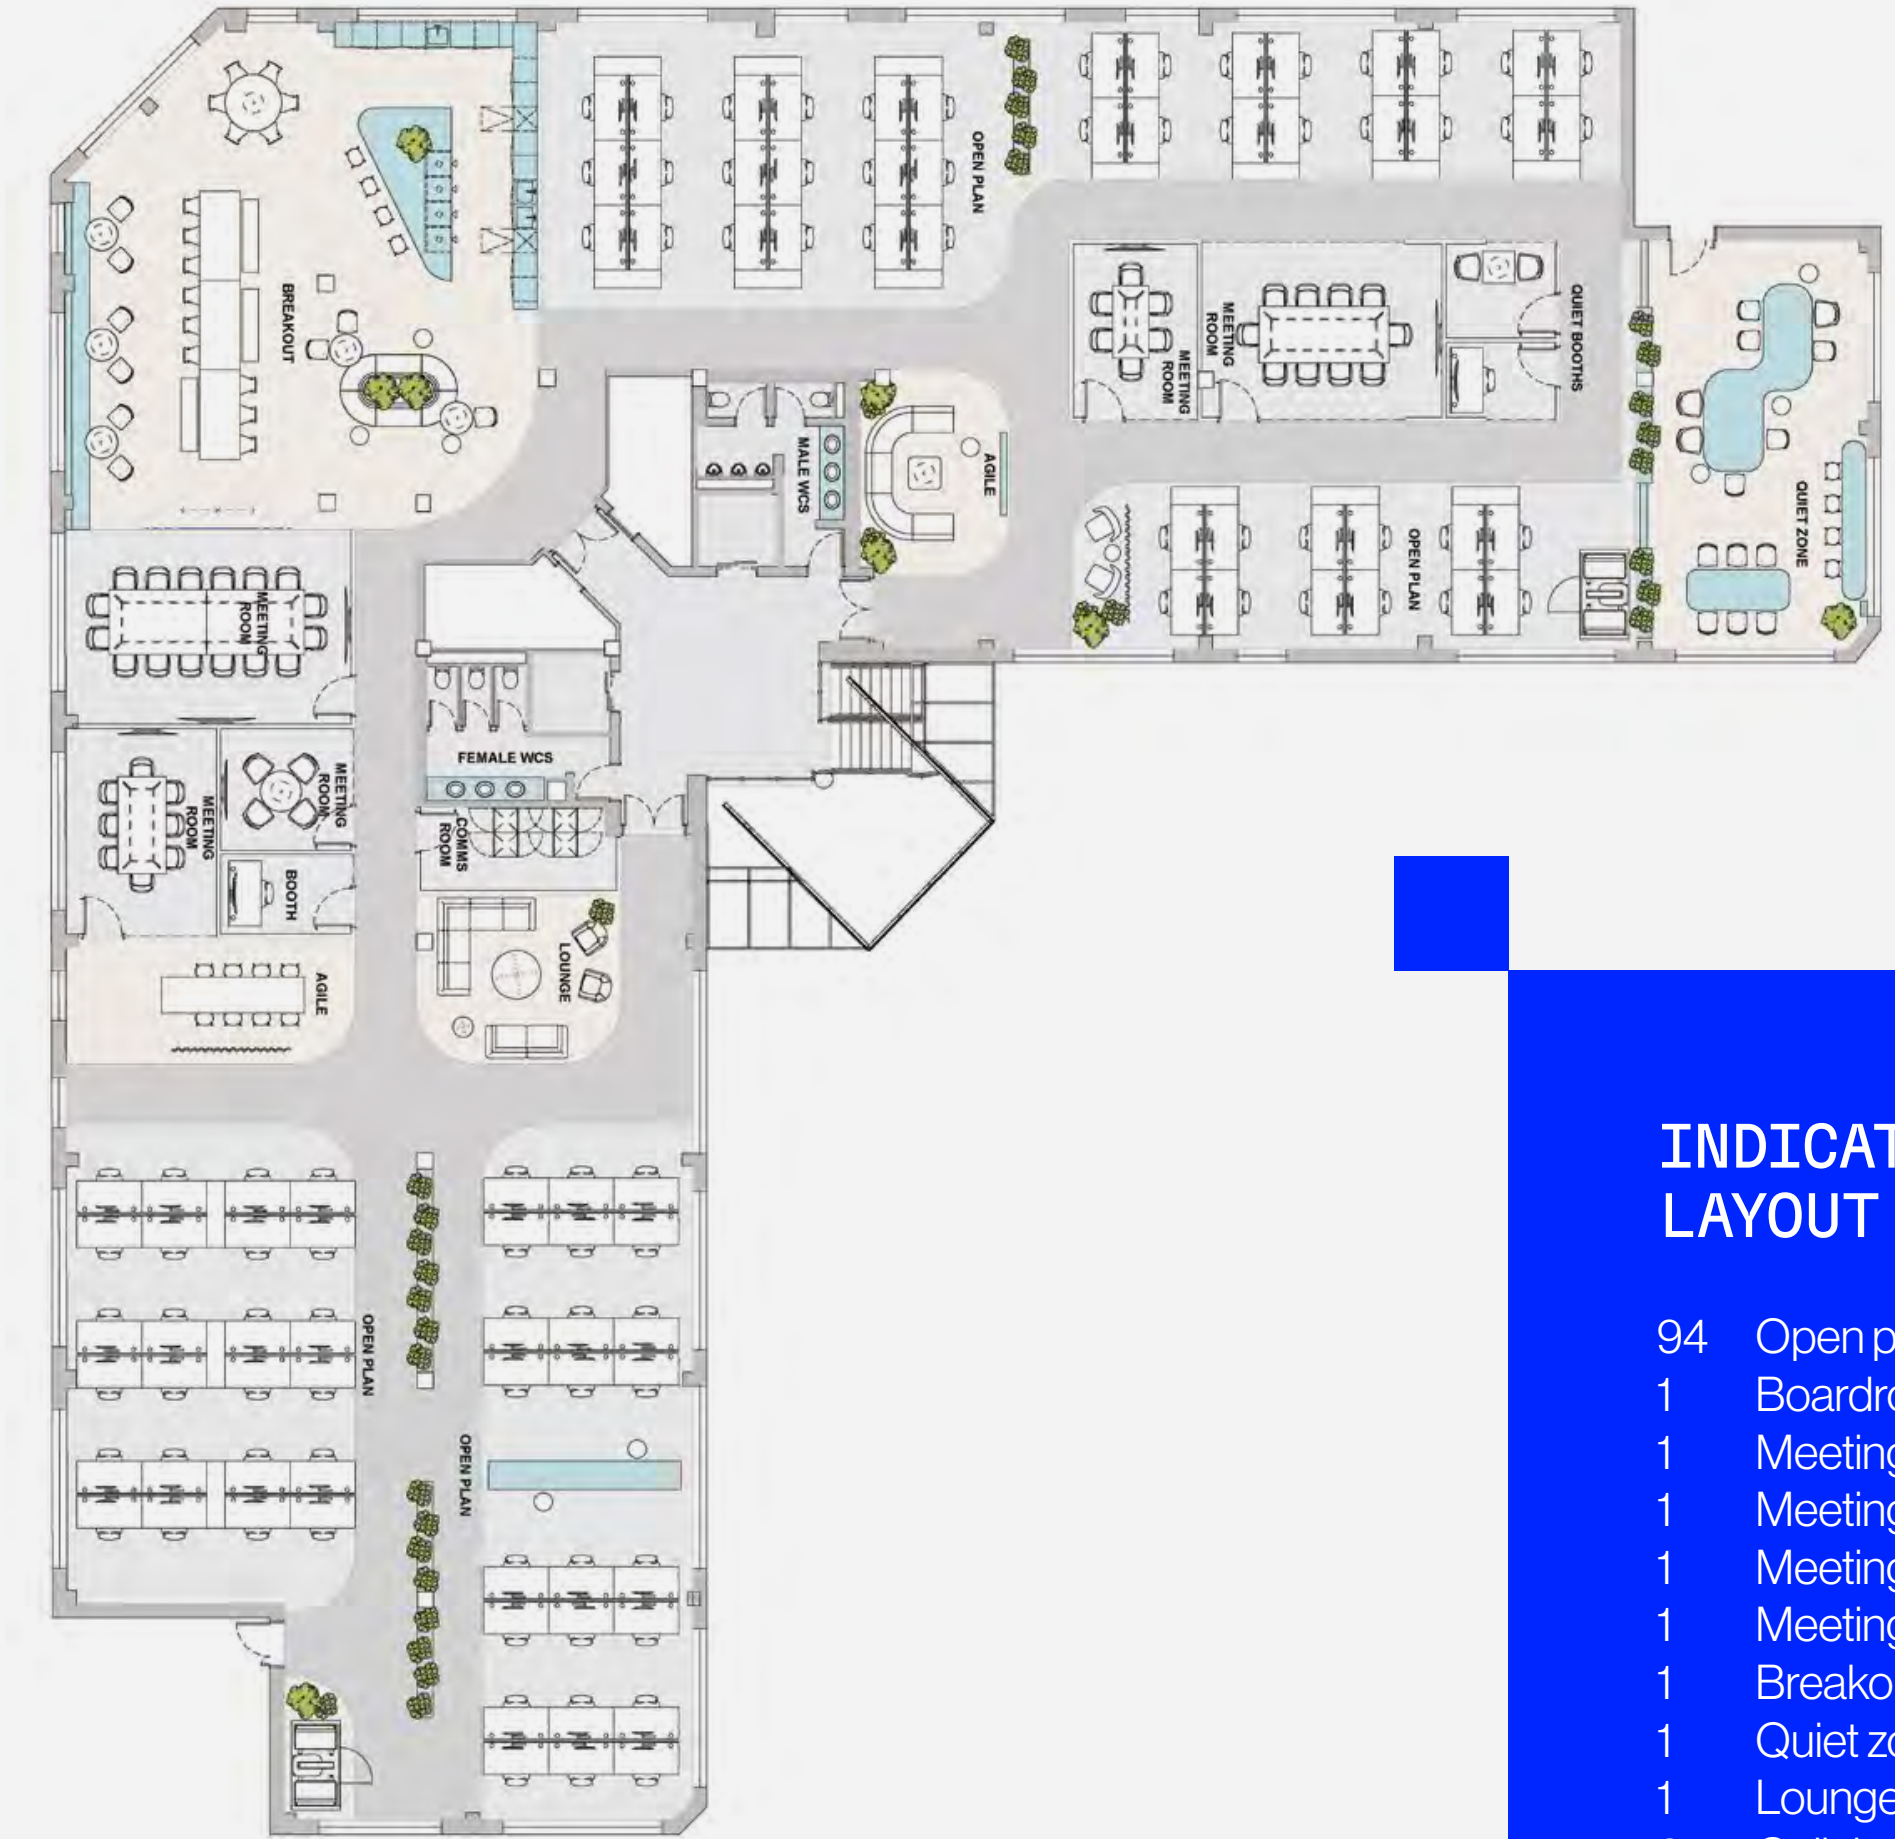 OPEN PLAN
BREAKOUT
MEETING
ROOM
MEETING
ROOM
QUIET BOOTHS
MALE WCS
AGILE
OPEN PLAN
QUIET ZONE
MEETING
ROOM
FEMALE WCS
MEETING
ROOM
MEETING
ROOM
COMMS
ROOM
BOOTH
LOUNGE
AGILE
OPEN PLAN
OPEN PLAN
INDICAT
LAYOUT
94 Open p
1 Boardro
1 Meeting
1 Meeting
1 Meeting
1 Meeting
1 Breako
1 Quiet zo
1 Lounge